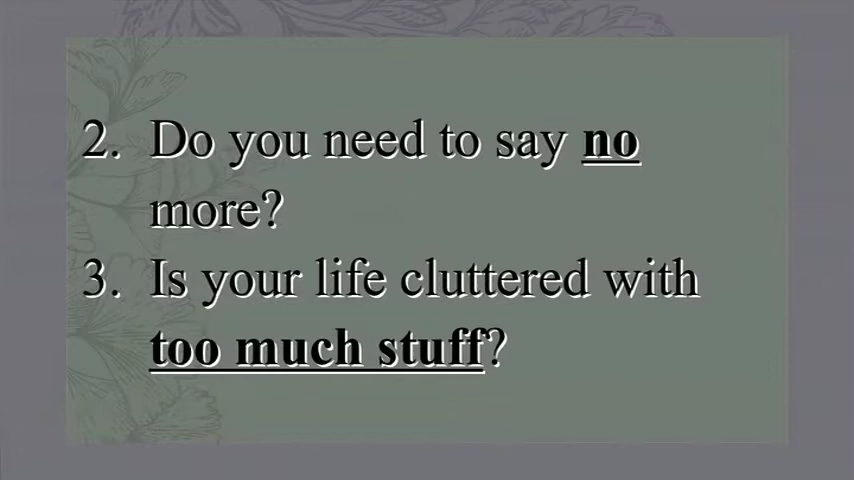 2. Do you need to say no
more?
3. Is your life cluttered with
too much stuff?